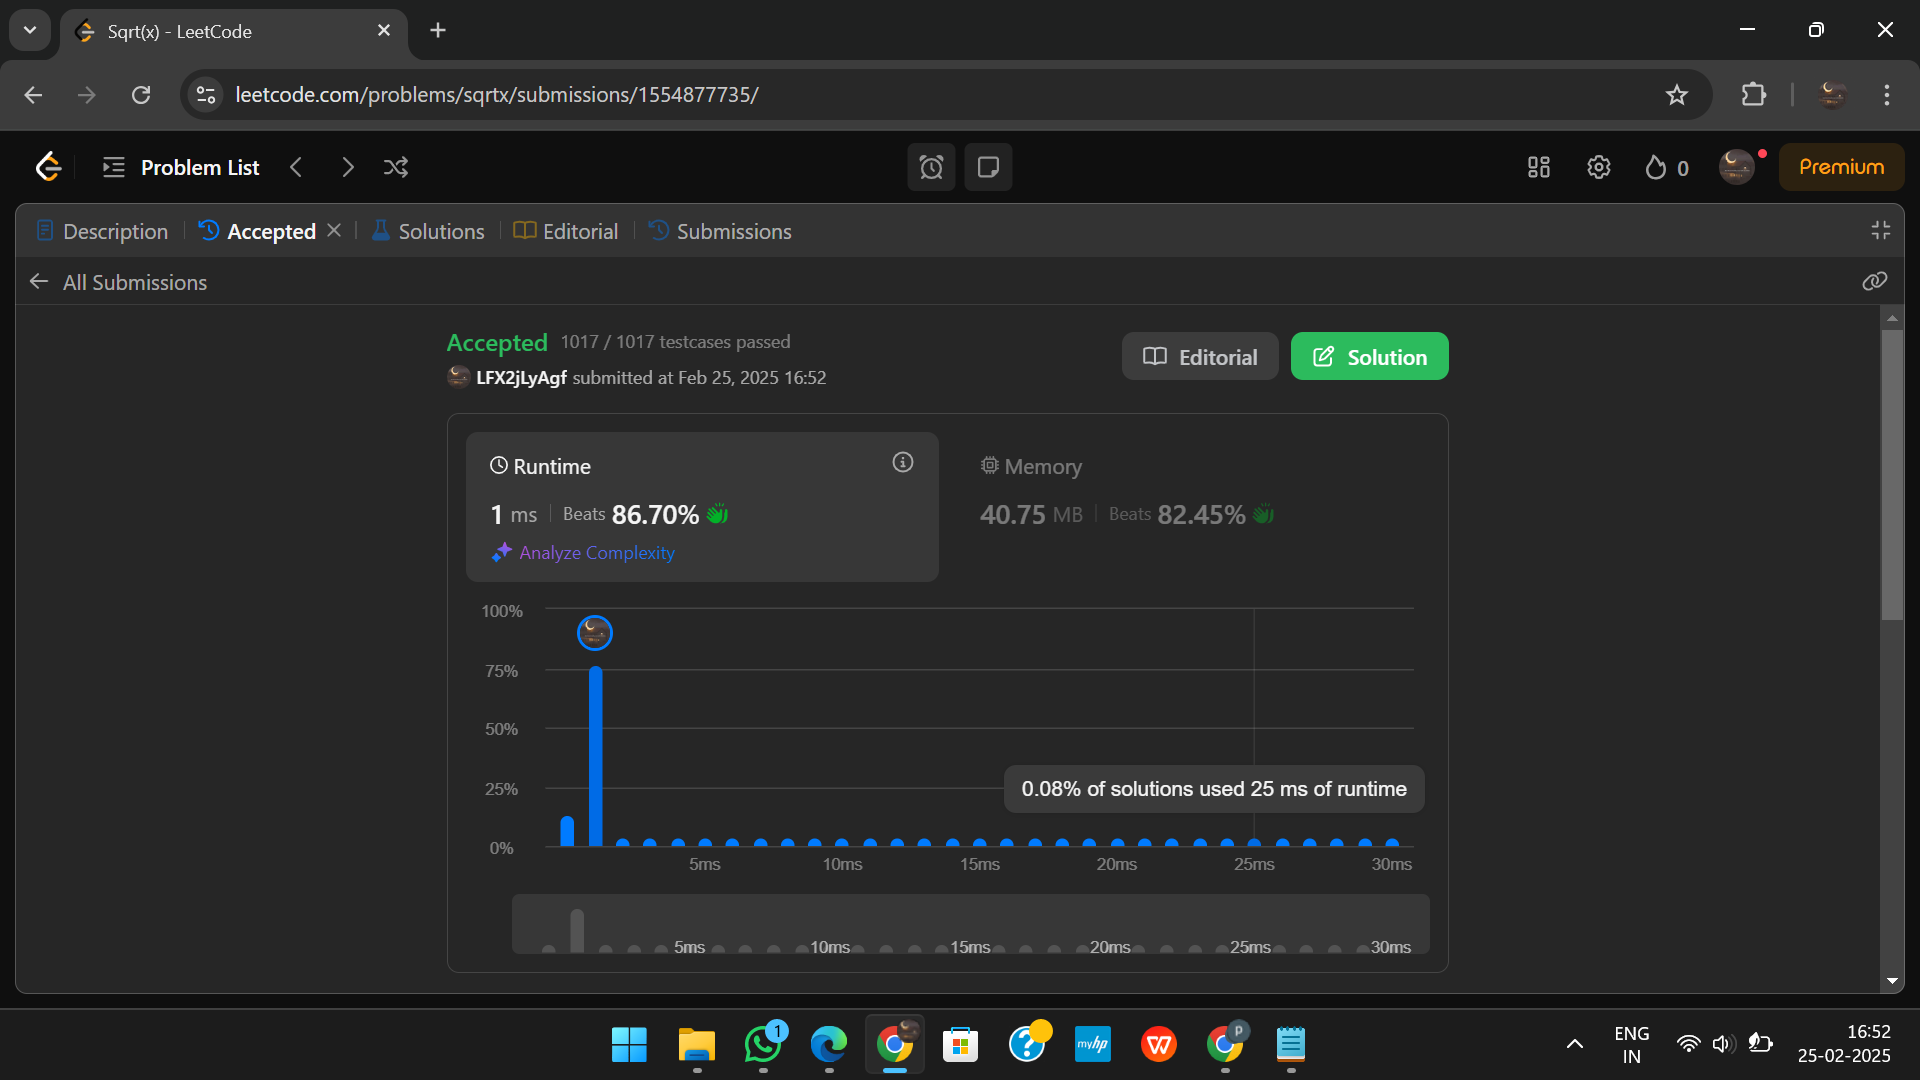 Sqrt(x) - LeetCode
leetcode.com/problems/sqrtx/submissions/1554877735/
Problem List
0
Premium
Description
Accepted
Solutions
Editorial
Submissions
All Submissions
Accepted 1017 / 1017 testcases passed
LFX2jLyAgf submitted at Feb 25, 2025 16:52
Editorial
Solution
Runtime
1 ms Beats 86.70%
Analyze Complexity
Memory
40.75 MB Beats 82.45%
100%
75%
50%
25%
0%
0.08% of solutions used 25 ms of runtime
5ms 10ms 15ms 20ms 25ms 30ms
5ms 10ms 15ms 20ms 25ms 30ms
1
?
myhp
W
p
ENG
IN
16:52
25-02-2025